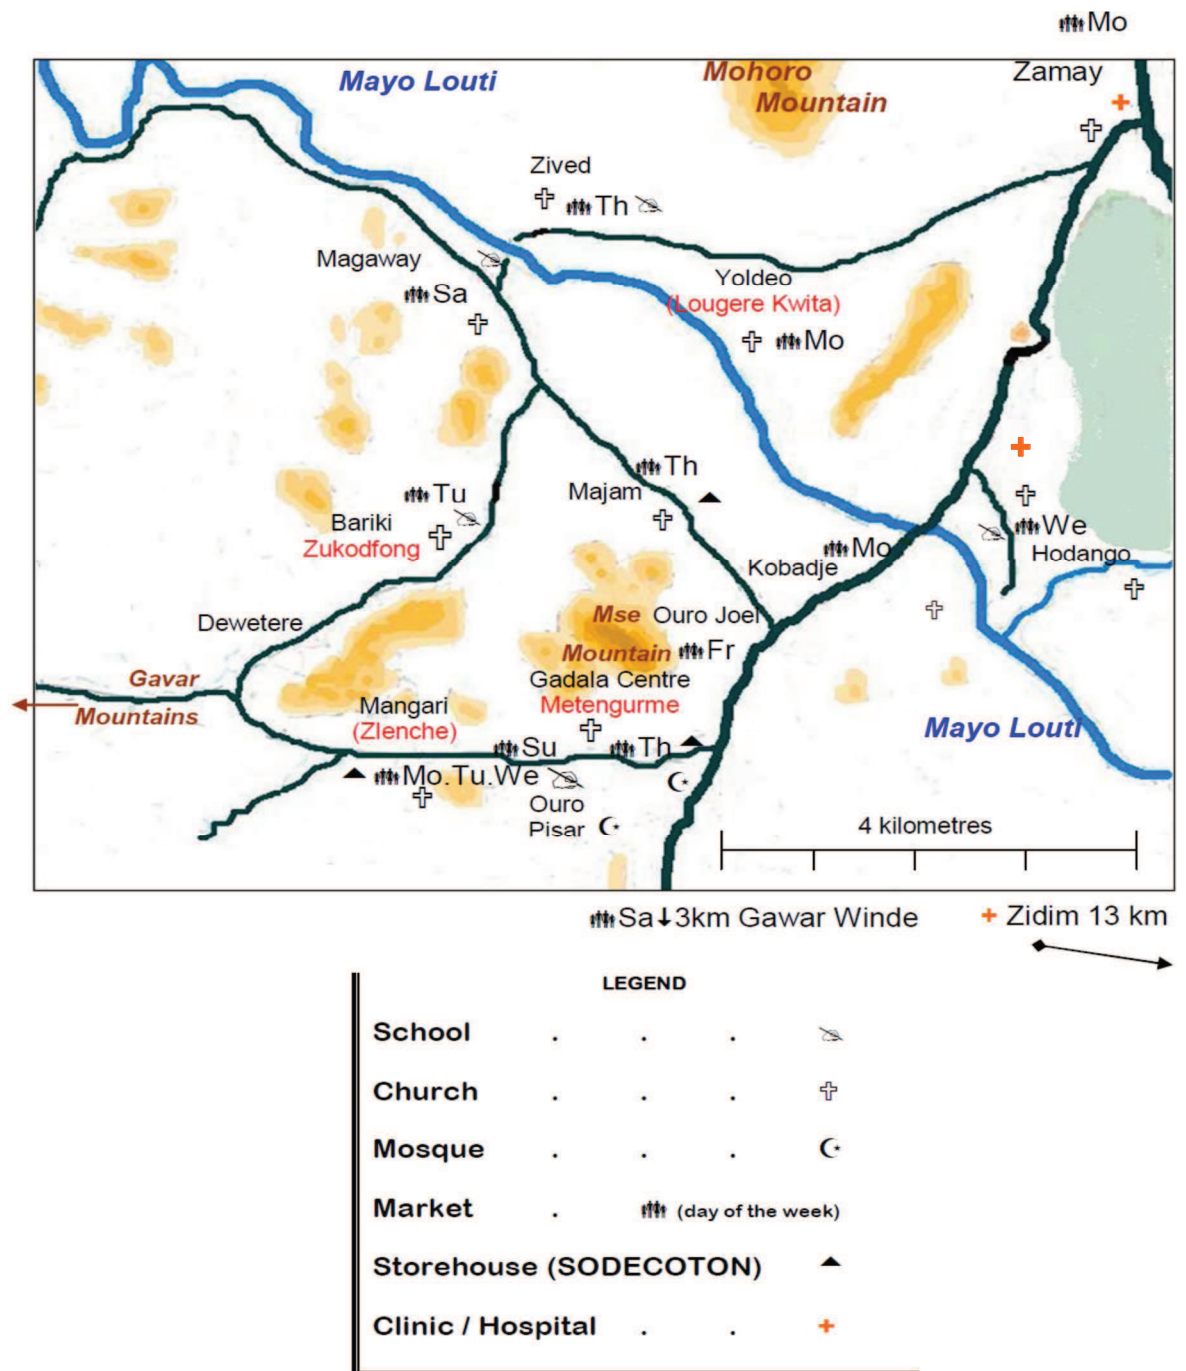 Mo
Zamay
Mayo Louti
Mohoro
Mountain
Zived
Th
Magaway
Sa
Yoldeo
(Lougere Kwita)
Mo
Th
Majam
Tu
Bariki
Zukodfong
We
Hodango
Mo
Kobadje
Dewetere
Mse
Mountain
Ouro Joel
Fr
Gavar
Mountains
Gadala Centre
Metengurme
Mangari
(Zlenche)
Mayo Louti
Su
Th
Mo.Tu.We
Ouro
Pisar
4 kilometres
Sa↓3km Gawar Winde
Zidim 13 km
LEGEND
School . . .
Church . . .
Mosque . . .
Market . (day of the week)
Storehouse (SODECOTON)
Clinic / Hospital . .